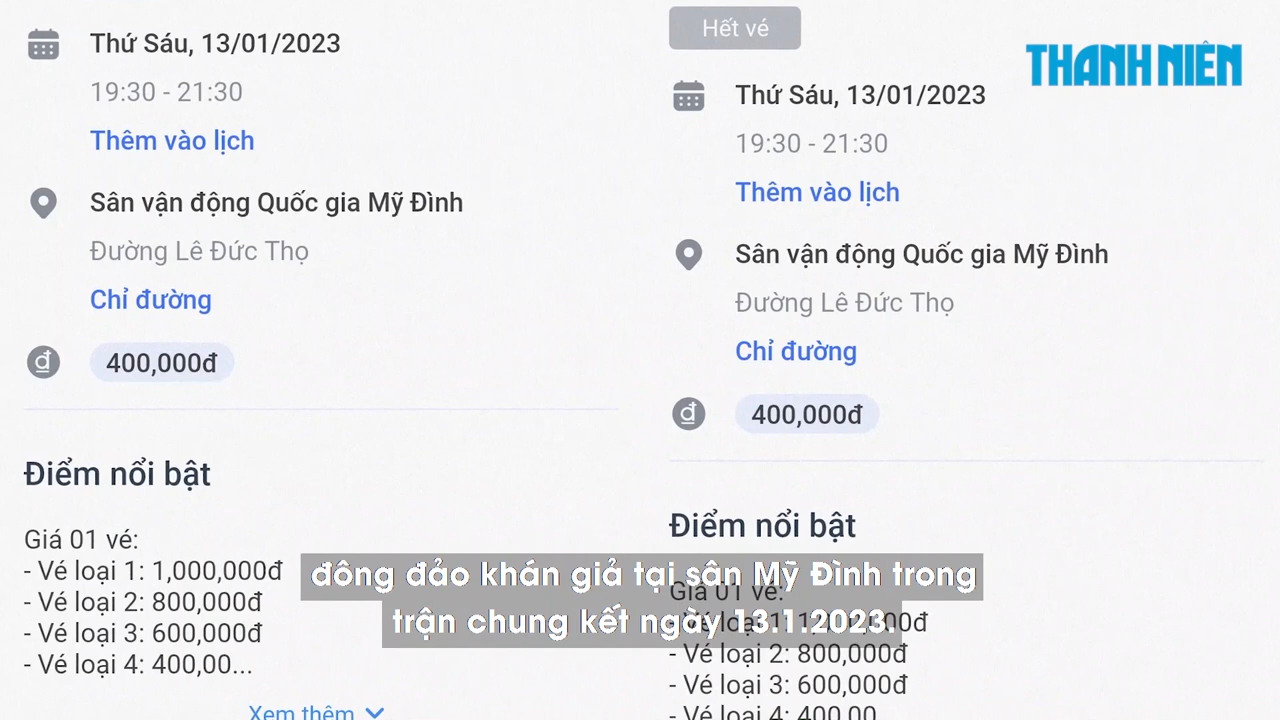 Thứ Sáu, 13/01/2023
19:30 - 21:30
Thêm vào lịch
Sân vận động Quốc gia Mỹ Đình
Đường Lê Đức Thọ
Chỉ đường
đ
400,000đ
Điểm nổi bật
Giá 01 vé:
- Vé loại 1: 1,000,000đ
- Vé loại 2: 800,000đ
- Vé loại 3: 600,000đ
- Vé loại 4: 400,00...
Xem thêm
Hết vé
THANH NIÊN
Thứ Sáu, 13/01/2023
19:30 - 21:30
Thêm vào lịch
Sân vận động Quốc gia Mỹ Đình
Đường Lê Đức Thọ
Chỉ đường
đ
400,000đ
Điểm nổi bật
Giá 01 vé:
- Vé loại 2: 800,000đ
- Vé loại 3: 600,000đ
- Vé loại 4: 400,00
đông đảo khán giả tại sân Mỹ Đình trong
trận chung kết ngày 13.1.2023.